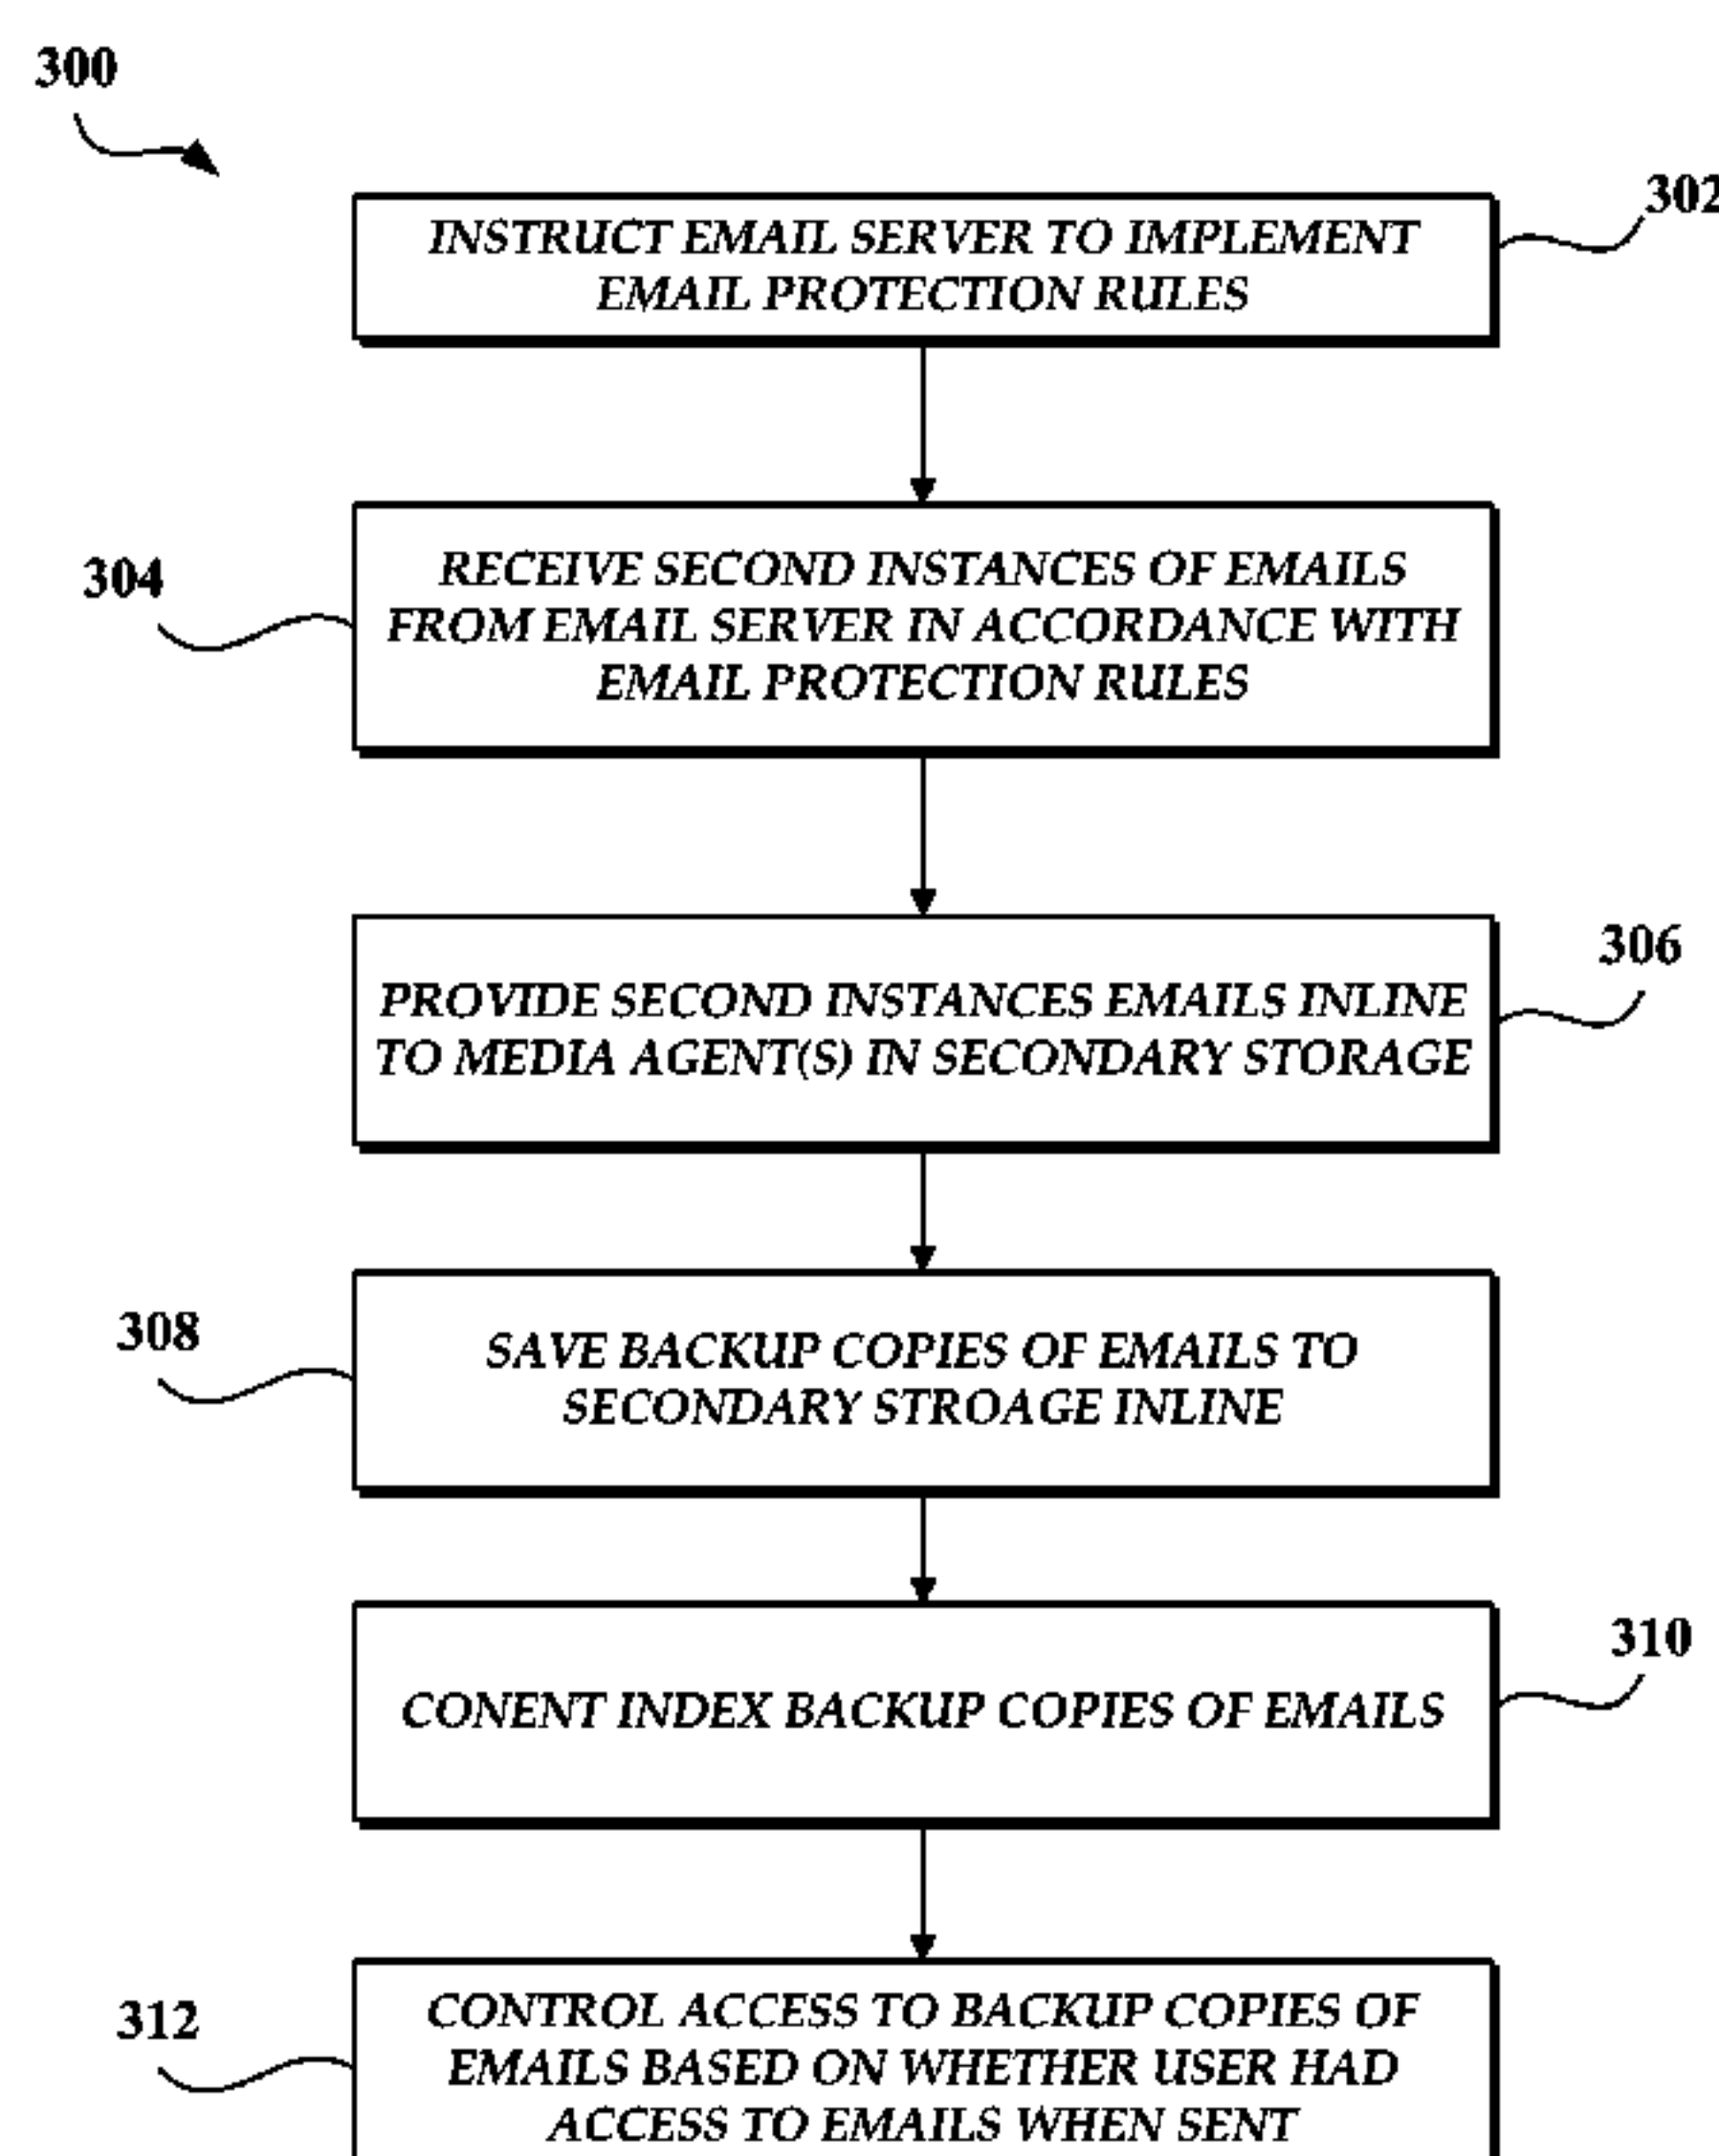 300
302
INSTRUCT EMAIL SERVER TO IMPLEMENT
EMAIL PROTECTION RULES
304
RECEIVE SECOND INSTANCES OF EMAILS
FROM EMAIL SERVER IN ACCORDANCE WITH
EMAIL PROTECTION RULES
306
PROVIDE SECOND INSTANCES EMAILS INLINE
TO MEDIA AGENT(S) IN SECONDARY STORAGE
308
SAVE BACKUP COPIES OF EMAILS TO
SECONDARY STROAGE INLINE
310
CONENT INDEX BACKUP COPIES OF EMAILS
312
CONTROL ACCESS TO BACKUP COPIES OF
EMAILS BASED ON WHETHER USER HAD
ACCESS TO EMAILS WHEN SENT